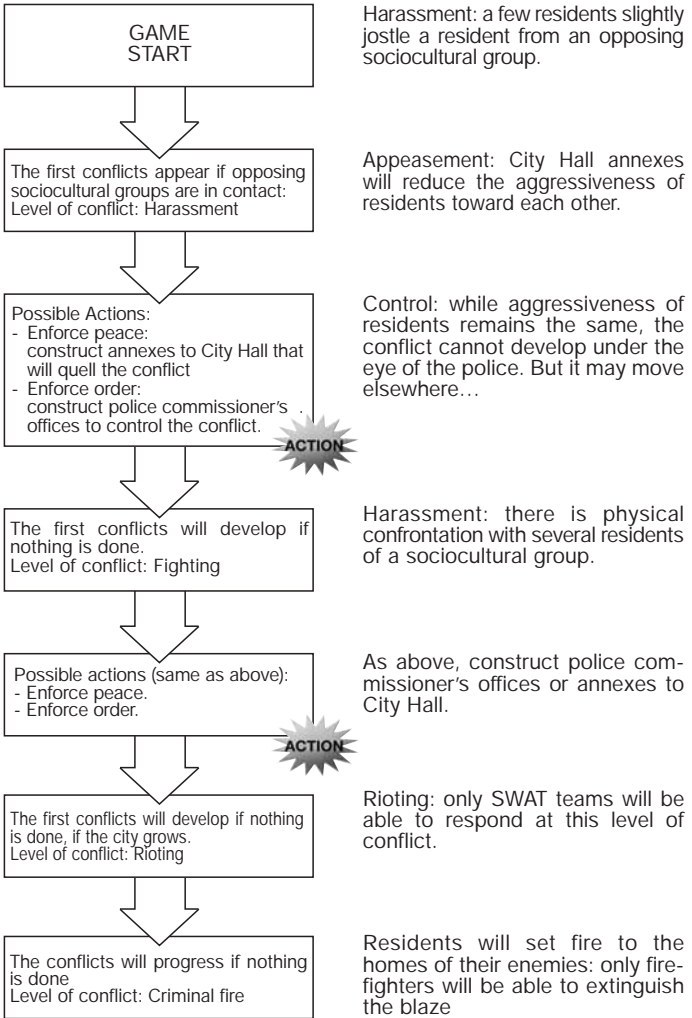 GAME
START
Harassment: a few residents slightly
jostle a resident from an opposing
sociocultural group.
The first conflicts appear if opposing
sociocultural groups are in contact:
Level of conflict: Harassment
Appeasement: City Hall annexes
will reduce the aggressiveness of
residents toward each other.
Possible Actions:
- Enforce peace:
construct annexes to City Hall that
will quell the conflict
- Enforce order:
construct police commissioner's .
offices to control the conflict.
ACTION
Control: while aggressiveness of
residents remains the same, the
conflict cannot develop under the
eye of the police. But it may move
elsewhere…
The first conflicts will develop if
nothing is done.
Level of conflict: Fighting
Harassment: there is physical
confrontation with several residents
of a sociocultural group.
Possible actions (same as above):
- Enforce peace.
- Enforce order.
ACTION
As above, construct police com-
missioner's offices or annexes to
City Hall.
The first conflicts will develop if nothing
is done, if the city grows.
Level of conflict: Rioting
Rioting: only SWAT teams will be
able to respond at this level of
conflict.
The conflicts will progress if nothing
is done
Level of conflict: Criminal fire
Residents will set fire to the
homes of their enemies: only fire-
fighters will be able to extinguish
the blaze